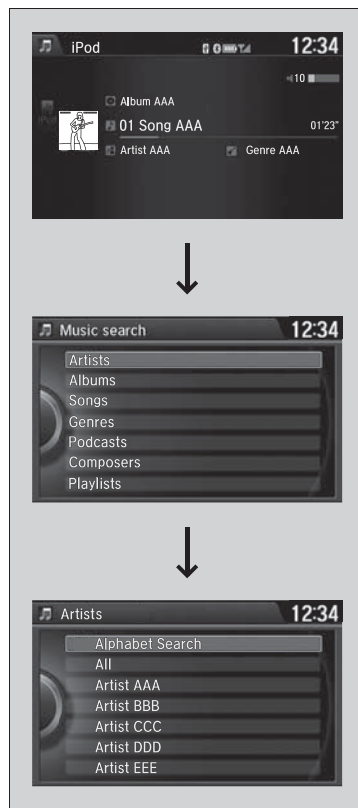 iPod 12:34
10
Album AAA
01 Song AAA 01'23"
Artist AAA Genre AAA
Music search 12:34
Artists
Albums
Songs
Genres
Podcasts
Composers
Playlists
Artists 12:34
Alphabet Search
All
Artist AAA
Artist BBB
Artist CCC
Artist DDD
Artist EEE